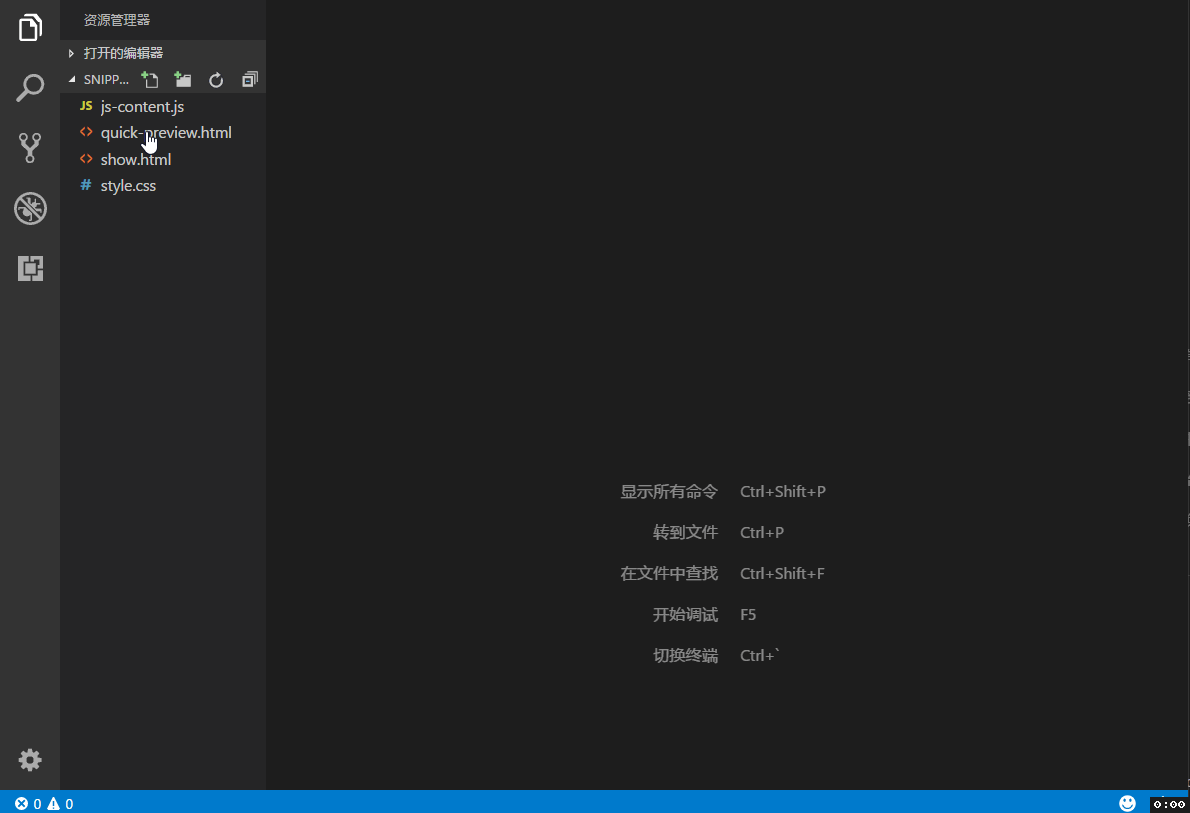 资源管理器
打开的编辑器
SNIPP...
JS js-content.js
<> quick-preview.html
<> show.html
# style.css
显示所有命令 Ctrl+Shift+P
转到文件 Ctrl+P
在文件中查找 Ctrl+Shift+F
开始调试 F5
切换终端 Ctrl+`
0 0
0:00